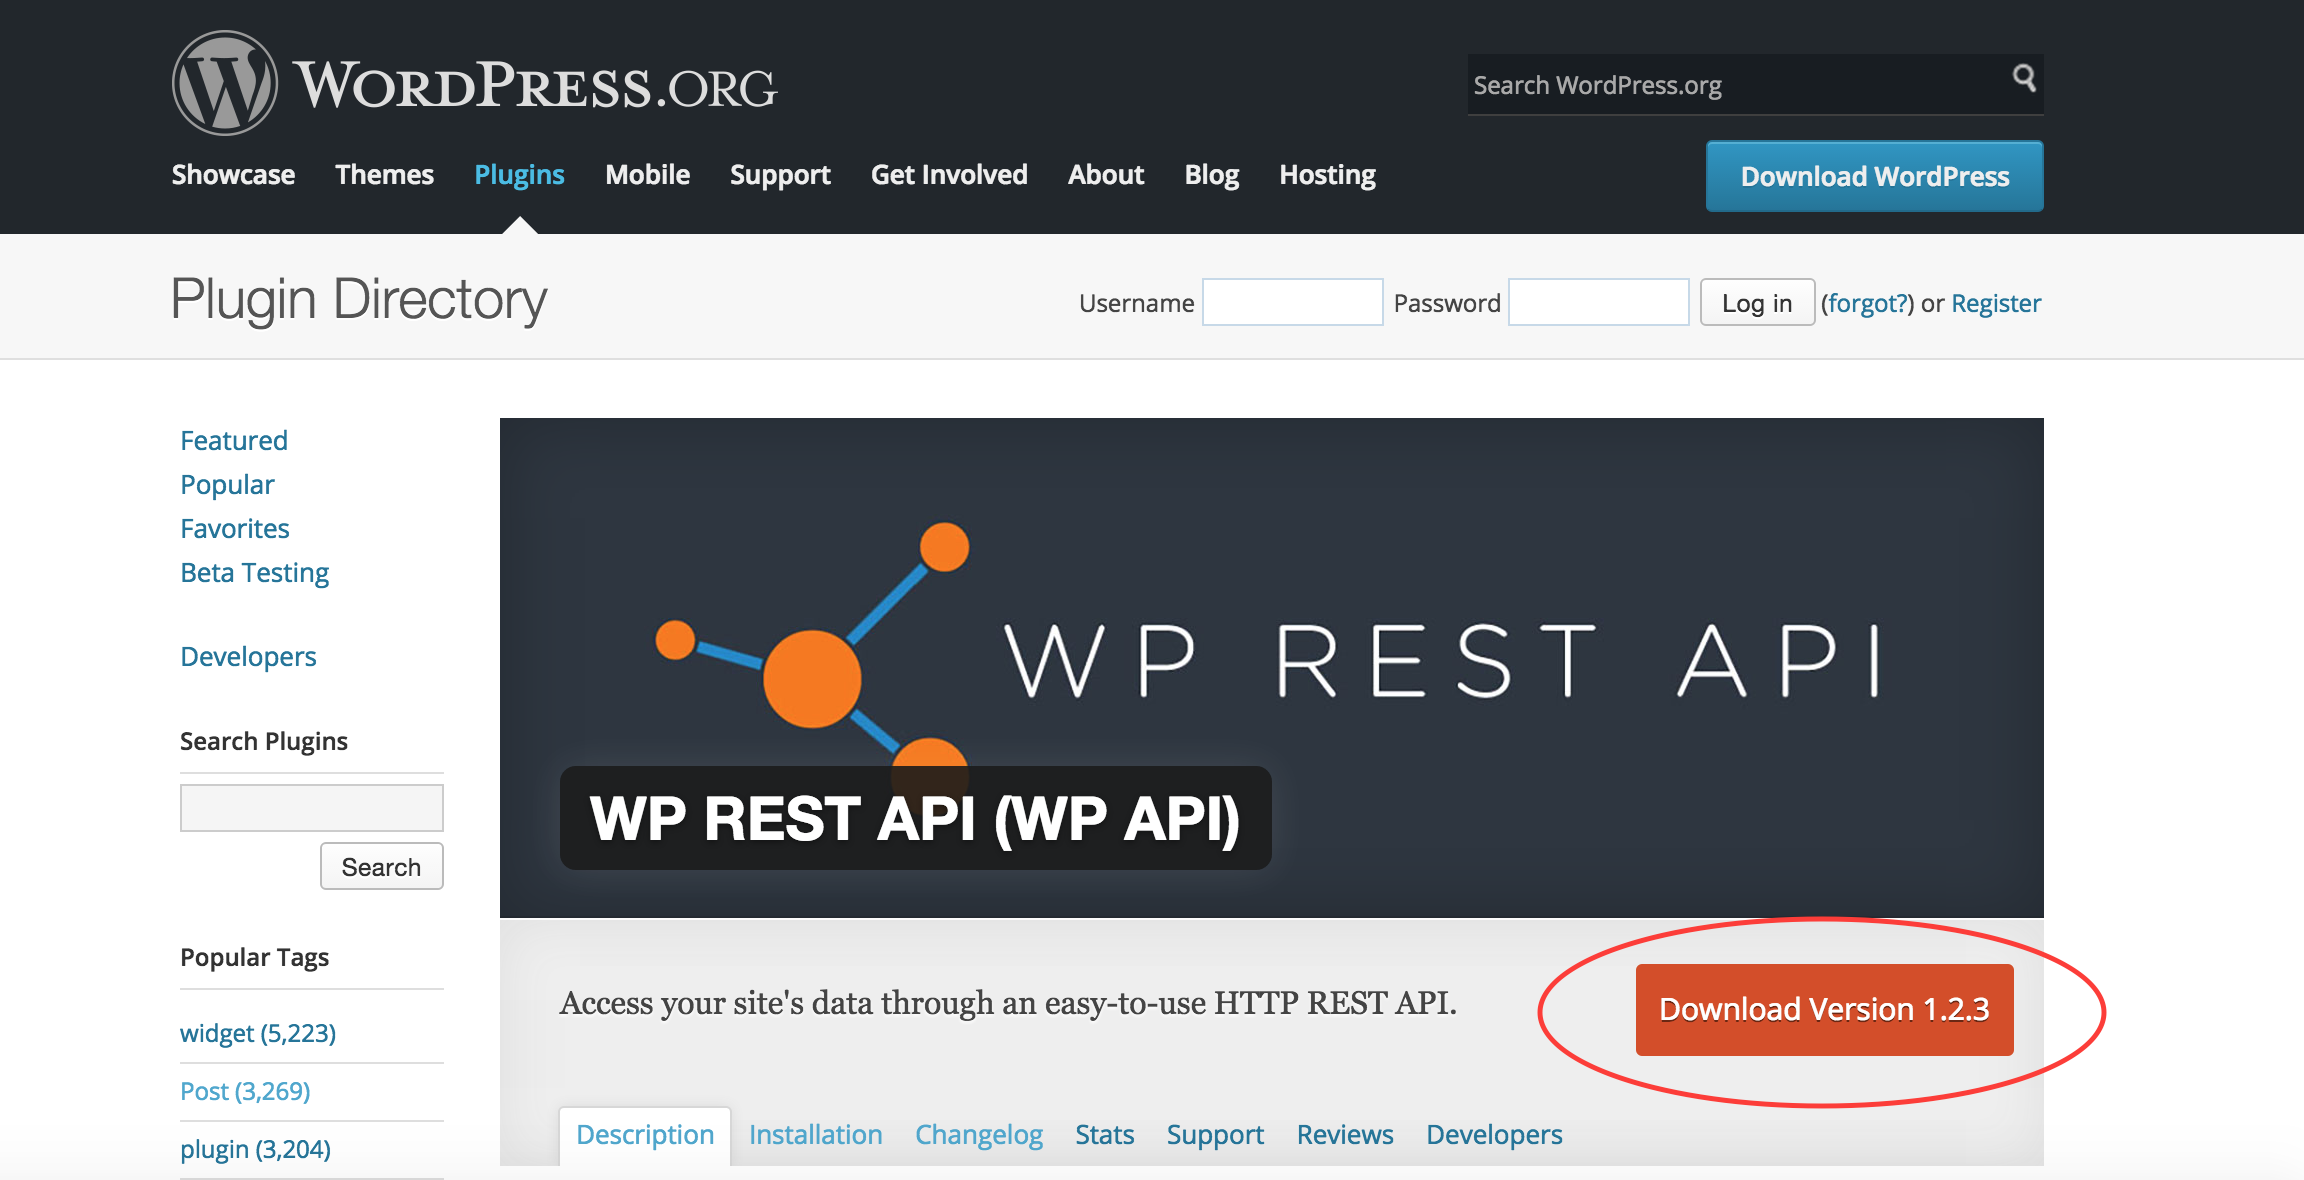 WORDPRESS.ORG
Search WordPress.org
Showcase Themes Plugins Mobile Support Get Involved About Blog Hosting
Download WordPress
Plugin Directory
Username Password Log in (forgot?) or Register
Featured
Popular
Favorites
Beta Testing
Developers
Search Plugins
Search
Popular Tags
widget (5,223)
Post (3,269)
plugin (3,204)
WP REST API
WP REST API (WP API)
Access your site's data through an easy-to-use HTTP REST API.
Download Version 1.2.3
Description Installation Changelog Stats Support Reviews Developers